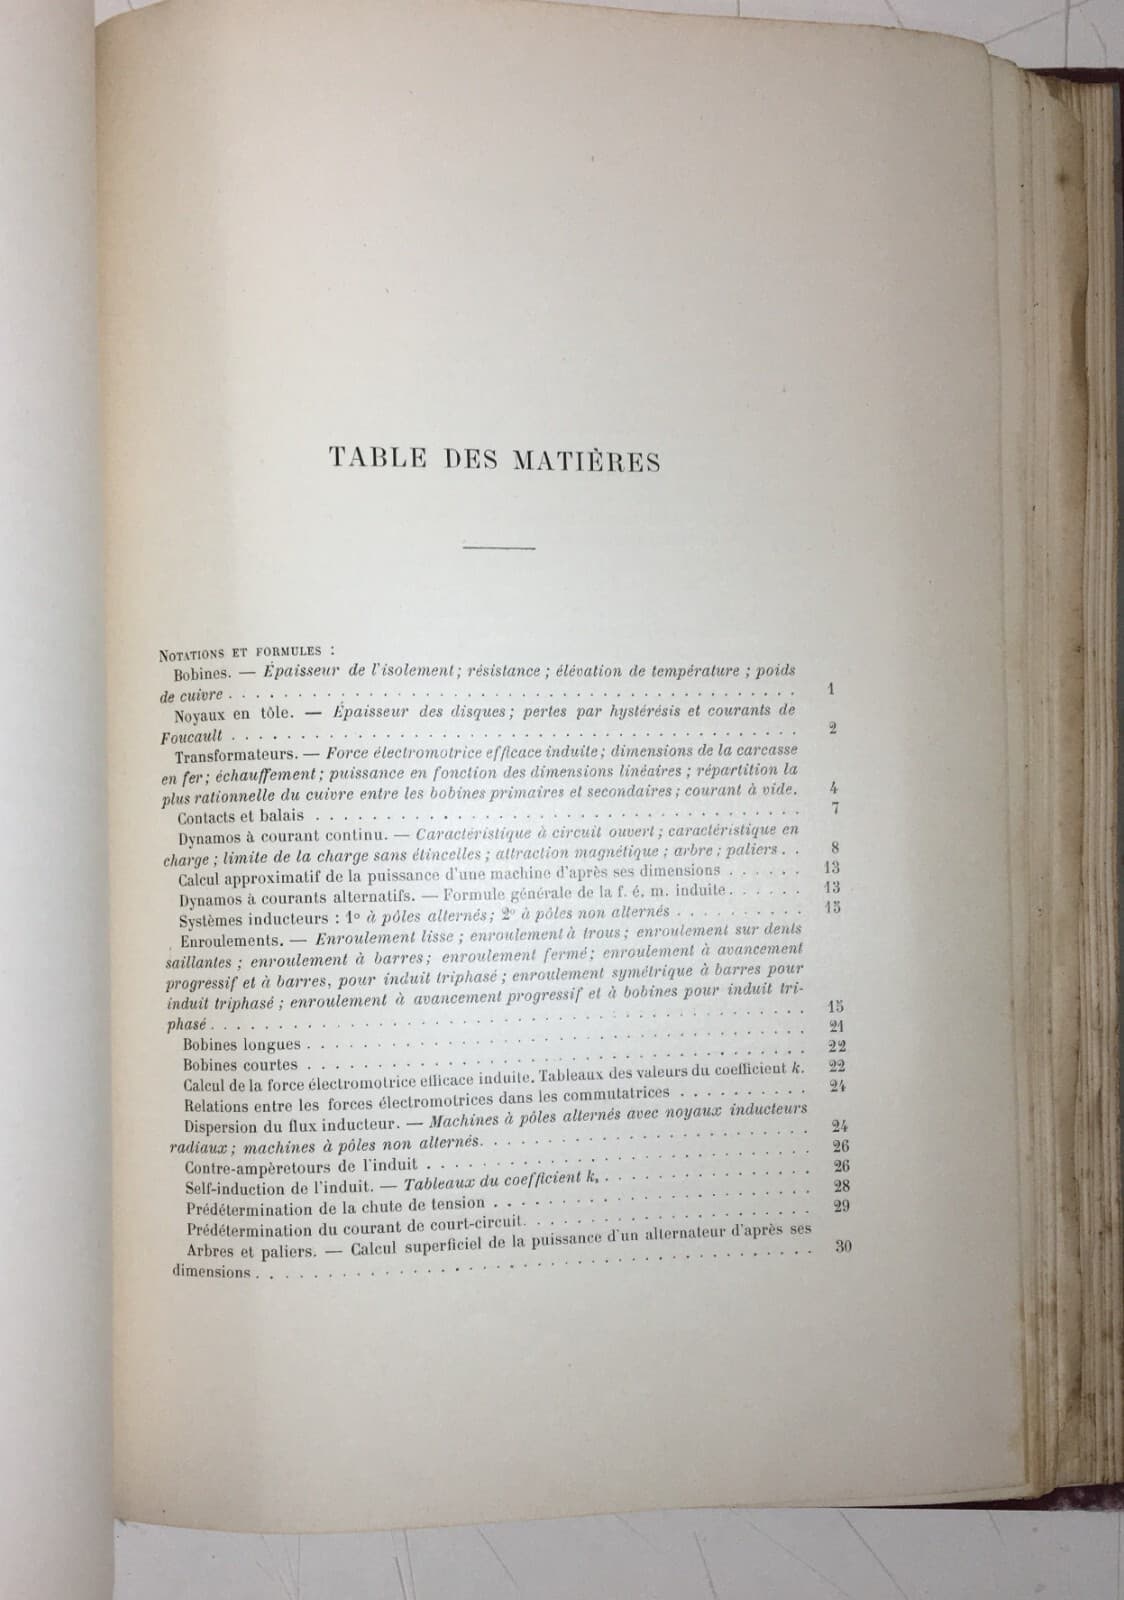 TABLE DES MATIÈRES
NOTATIONS ET FORMULES :
Bobines. — Épaisseur de l'isolement ; résistance ; élévation de température ; poids
de cuivre . . . . . . . . . . . . . . . . . . . . 1
Noyaux en tôle. — Épaisseur des disques ; pertes par hystérésis et courants de
Foucault . . . . . . . . . . . . . . . . . . . . 2
Transformateurs. — Force électromotrice efficace induite ; dimensions de la carcasse
en fer ; échauffement ; puissance en fonction des dimensions linéaires ; répartition la
plus rationnelle du cuivre entre les bobines primaires et secondaires ; courant à vide. 4
Contacts et balais . . . . . . . . . . . . . . . . . . . . 7
Dynamos à courant continu. — Caractéristique à circuit ouvert ; caractéristique en
charge ; limite de la charge sans étincelles ; attraction magnétique ; arbre ; paliers . . 8
Calcul approximatif de la puissance d'une machine d'après ses dimensions . . . . . . 13
Dynamos à courants alternatifs. — Formule générale de la f. é. m. induite . . . . . . 13
Systèmes inducteurs : 1º à pôles alternés ; 2º à pôles non alternés . . . . . . . . . . 15
Enroulements. — Enroulement lisse ; enroulement à trous ; enroulement sur dents
saillantes ; enroulement à barres ; enroulement fermé ; enroulement à avancement
progressif et à barres, pour induit triphasé ; enroulement symétrique à barres pour
induit triphasé ; enroulement à avancement progressif et à bobines pour induit tri-
phasé . . . . . . . . . . . . . . . . . . . . 15
Bobines longues . . . . . . . . . . . . . . . . . . . . 21
Bobines courtes . . . . . . . . . . . . . . . . . . . . 22
Calcul de la force électromotrice efficace induite. Tableaux des valeurs du coefficient k. 22
Relations entre les forces électromotrices dans les commutatrices . . . . . . . . . . 24
Dispersion du flux inducteur. — Machines à pôles alternés avec noyaux inducteurs
radiaux ; machines à pôles non alternés . . . . . . . . . . . . . . . . . . . . 24
Contre-ampèretours de l'induit . . . . . . . . . . . . . . . . . . . . 26
Self-induction de l'induit. — Tableaux du coefficient k, . . . . . . . . . . . . . . . 26
Prédétermination de la chute de tension . . . . . . . . . . . . . . . . . . . . 28
Prédétermination du courant de court-circuit . . . . . . . . . . . . . . . . . . . . 29
Arbres et paliers. — Calcul superficiel de la puissance d'un alternateur d'après ses
dimensions . . . . . . . . . . . . . . . . . . . . 30